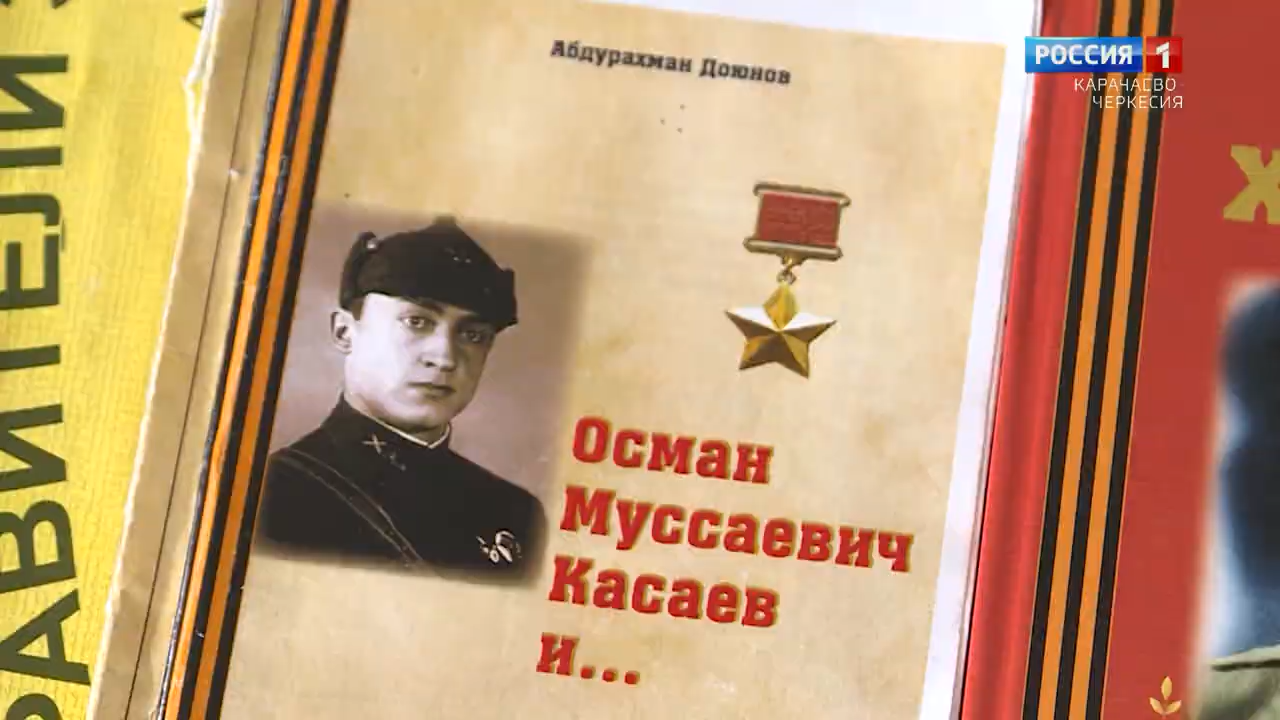 Абдурахман Доюнов
РОССИЯ 1
КАРАЧАЕВО
ЧЕРКЕСИЯ
Осман
Муссаевич
Касаев
и...